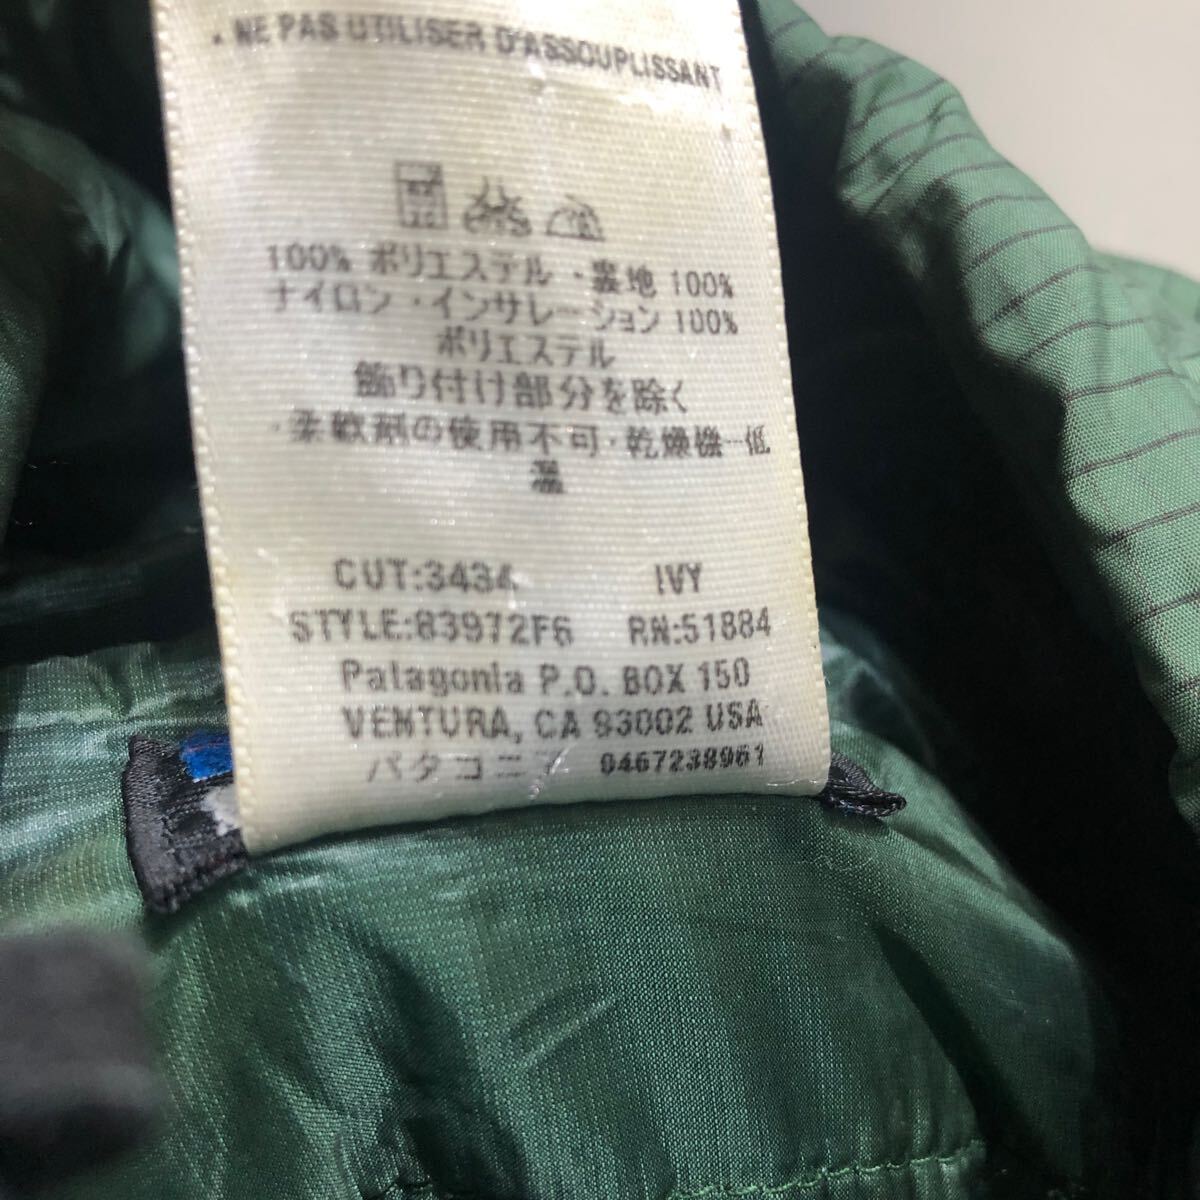 ・NE PAS UTILISER D'ASSOUPLISSANT
100% ポリエステル・裏地 100%
ナイロン・インサレーション 100%
ポリエステル
飾り付け部分を除く
・柔軟剤の使用不可・乾燥機－低
温
CUT:3434 IVY
STYLE:83972F6 RN:51884
Patagonia P.O. BOX 150
VENTURA, CA 93002 USA
パタゴニア 0467238961